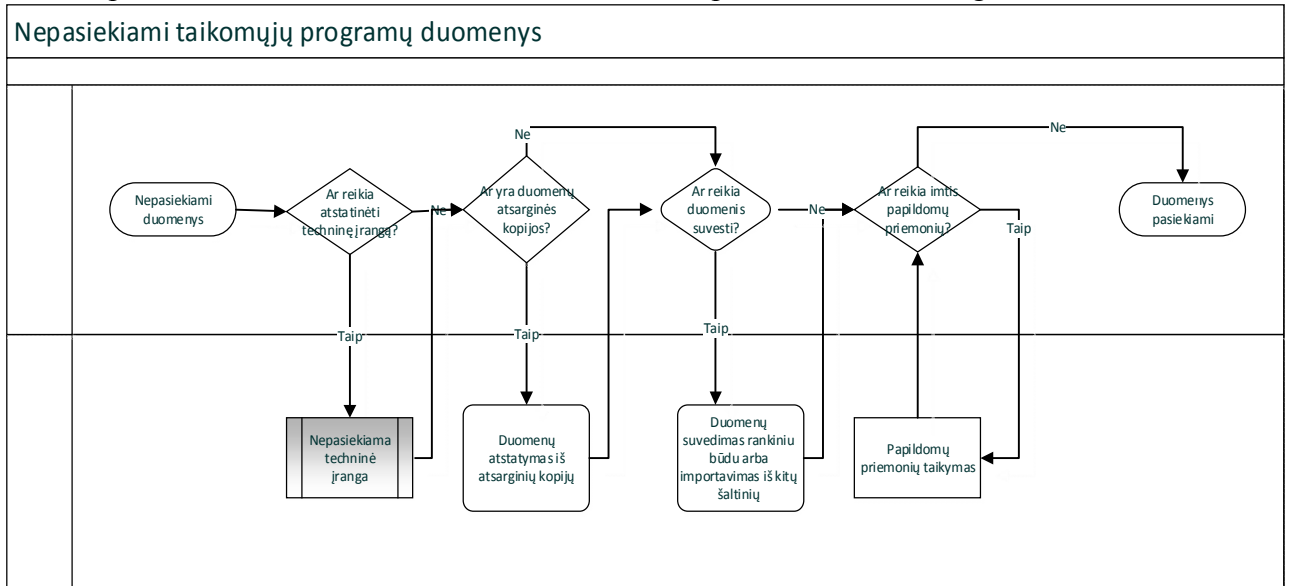 Nepasiekiami taikomųjų programų duomenys
Nepasiekiami
duomenys
Ar reikia
atstatinėti
techninę įrangą?
Ne
Ne
Ar yra duomenų
atsarginės
kopijos?
Ar reikia
duomenis
suvesti?
Ne
Ar reikia imtis
papildomų
priemonių?
Ne
Taip
Duomenys
pasiekiami
Taip
Taip
Taip
Nepasiekiama
techninė
įranga
Duomenų
atstatymas iš
atsarginių kopijų
Duomenų
suvedimas rankiniu
būdu arba
importavimas iš kitų
šaltinių
Papildomų
priemonių taikymas